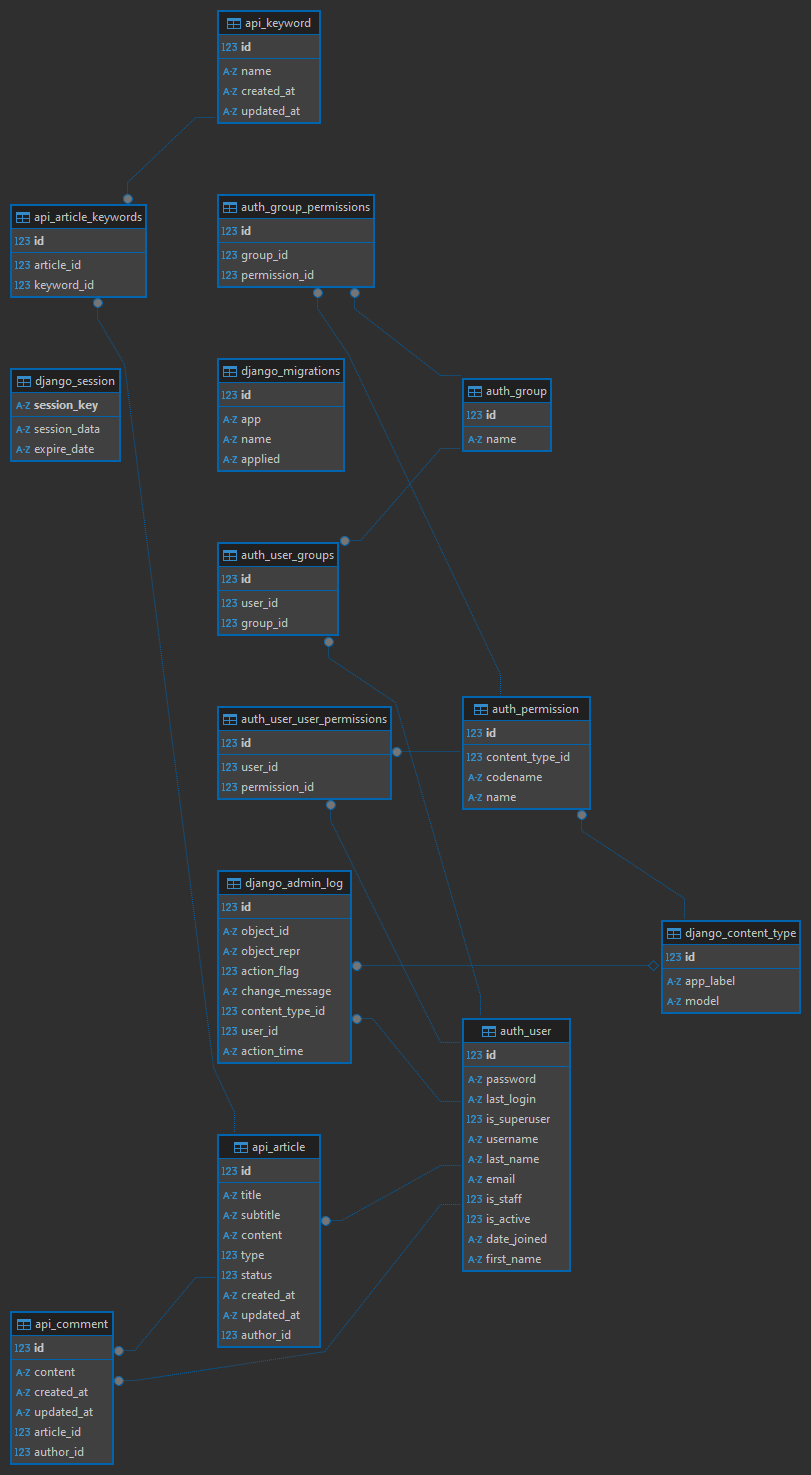 api_keyword
123 id
A-Z name
A-Z created_at
A-Z updated_at
api_article_keywords
123 id
123 article_id
123 keyword_id
auth_group_permissions
123 id
123 group_id
123 permission_id
django_session
A-Z session_key
A-Z session_data
A-Z expire_date
django_migrations
123 id
A-Z app
A-Z name
A-Z applied
auth_group
123 id
A-Z name
auth_user_groups
123 id
123 user_id
123 group_id
auth_user_user_permissions
123 id
123 user_id
123 permission_id
auth_permission
123 id
123 content_type_id
A-Z codename
A-Z name
django_admin_log
123 id
A-Z object_id
A-Z object_repr
123 action_flag
A-Z change_message
123 content_type_id
123 user_id
A-Z action_time
django_content_type
123 id
A-Z app_label
A-Z model
auth_user
123 id
A-Z password
A-Z last_login
123 is_superuser
A-Z username
A-Z last_name
A-Z email
123 is_staff
123 is_active
A-Z date_joined
A-Z first_name
api_article
123 id
A-Z title
A-Z subtitle
A-Z content
123 type
123 status
A-Z created_at
A-Z updated_at
123 author_id
api_comment
123 id
A-Z content
A-Z created_at
A-Z updated_at
123 article_id
123 author_id